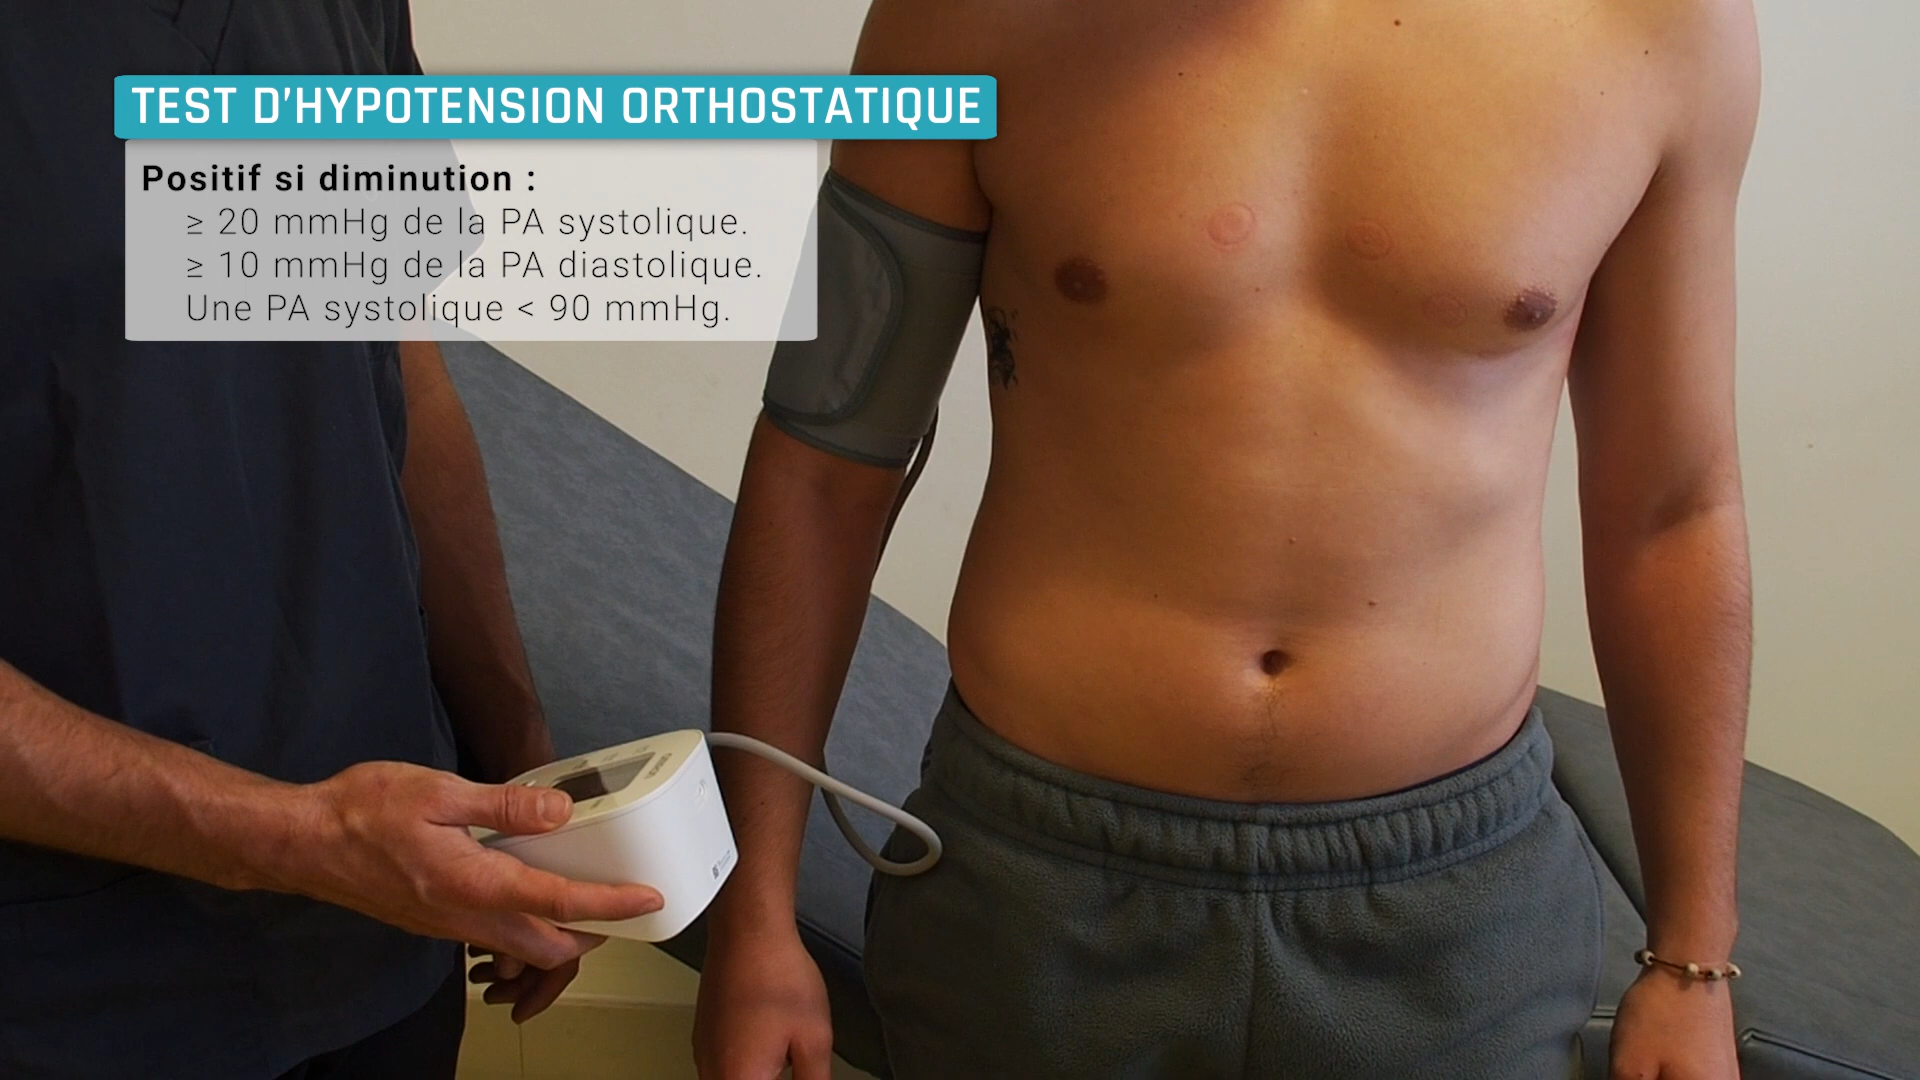 TEST D'HYPOTENSION ORTHOSTATIQUE
Positif si diminution :
≥ 20 mmHg de la PA systolique.
≥ 10 mmHg de la PA diastolique.
Une PA systolique < 90 mmHg.